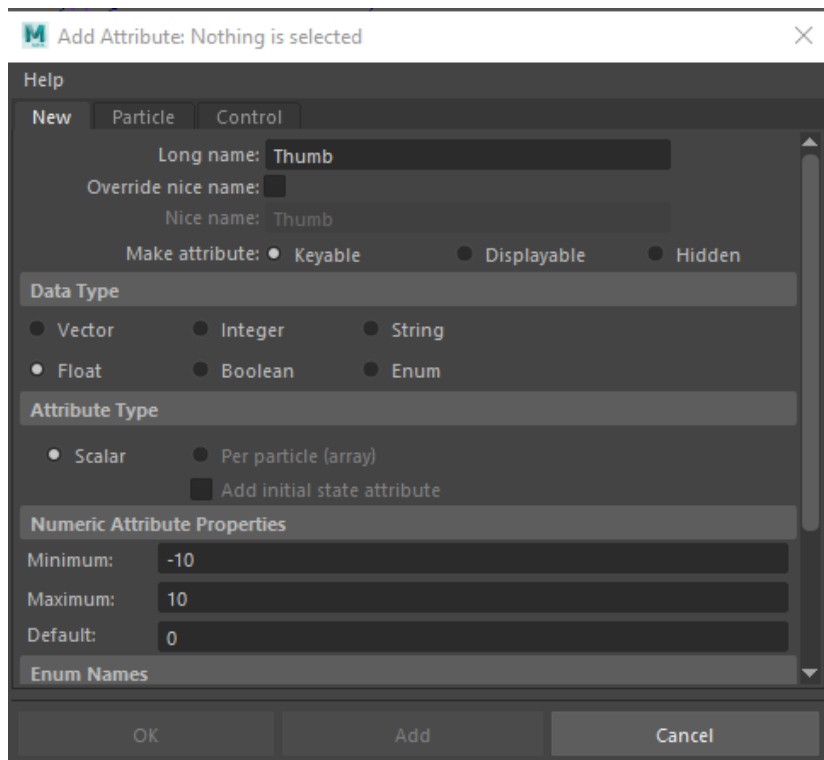 Add Attribute: Nothing is selected
Help
New Particle Control
Long name: Thumb
Override nice name:
Nice name: Thumb
Make attribute: Keyable Displayable Hidden
Data Type
Vector Integer String
Float Boolean Enum
Attribute Type
Scalar Per particle (array)
Add initial state attribute
Numeric Attribute Properties
Minimum: -10
Maximum: 10
Default: 0
Enum Names
OK Add Cancel